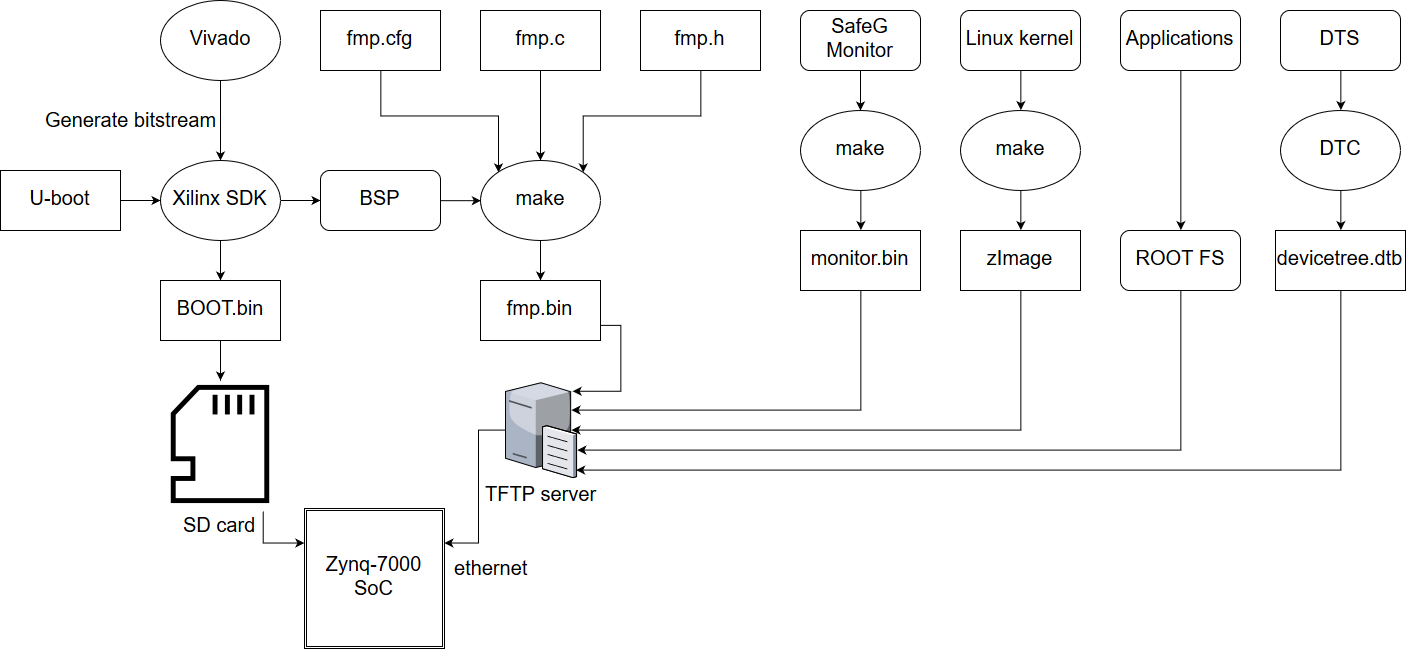 Vivado
fmp.cfg
fmp.c
fmp.h
SafeG
Monitor
Linux kernel
Applications
DTS
Generate bitstream
make
make
DTC
U-boot
Xilinx SDK
BSP
make
monitor.bin
zImage
ROOT FS
devicetree.dtb
BOOT.bin
fmp.bin
TFTP server
SD card
Zynq-7000
SoC
ethernet